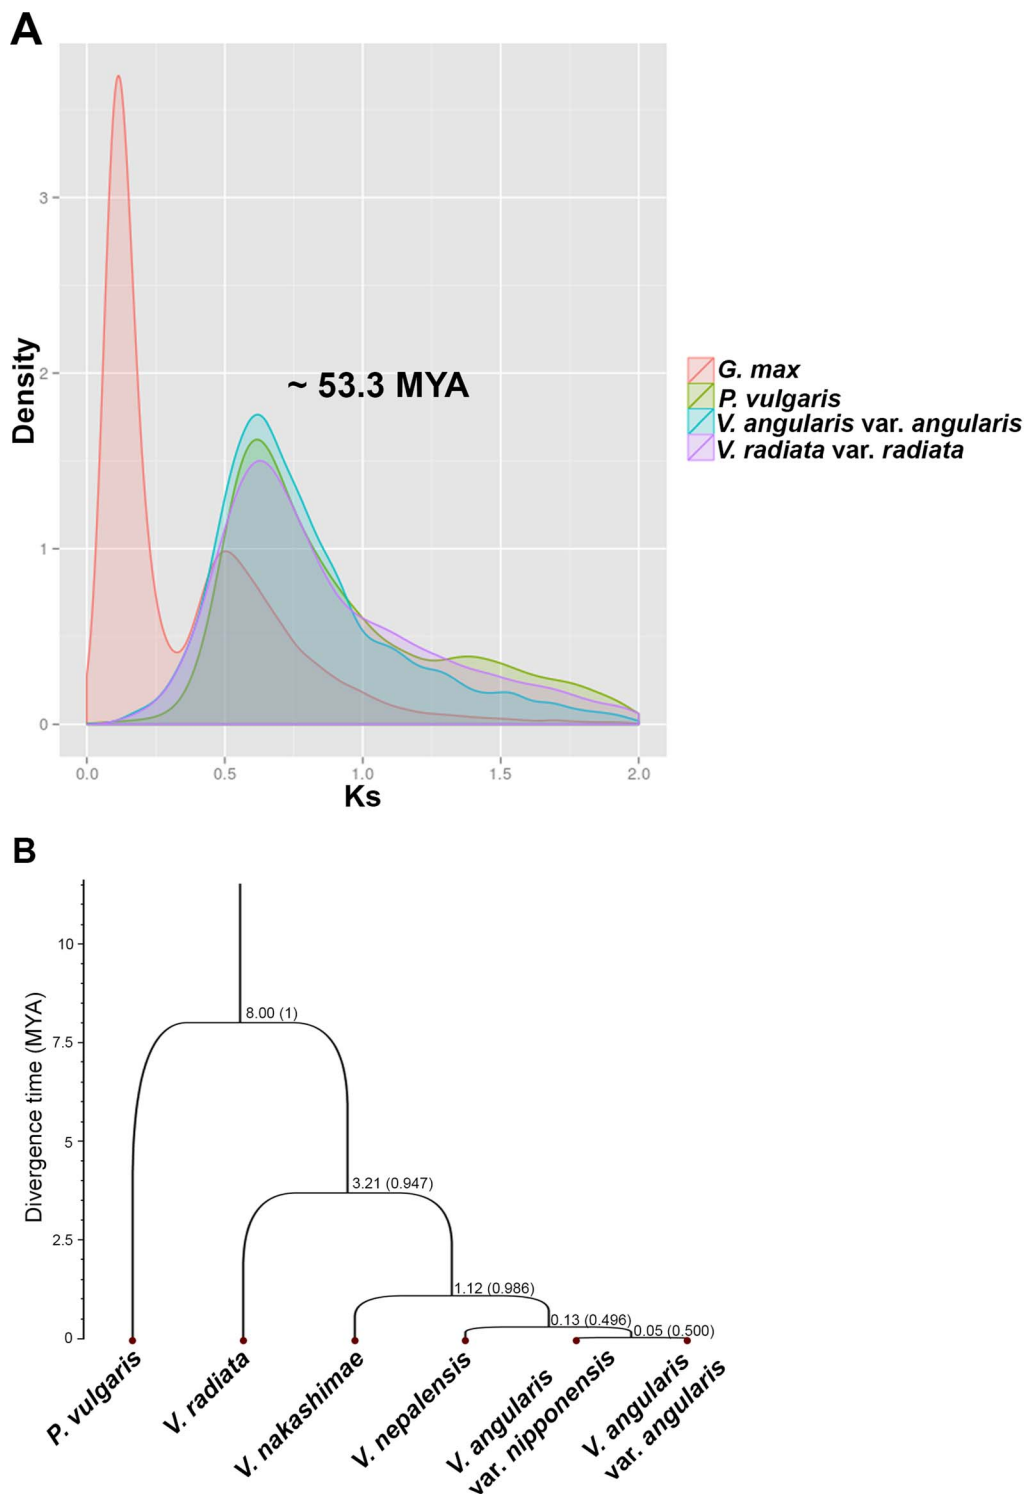 A
3
2
1
0
Density
~ 53.3 MYA
0.0 0.5 1.0 1.5 2.0
Ks
G. max
P. vulgaris
V. angularis var. angularis
V. radiata var. radiata
B
Divergence time (MYA)
10
7.5
5
2.5
0
8.00 (1)
3.21 (0.947)
1.12 (0.986)
0.13 (0.496)
0.05 (0.500)
P. vulgaris
V. radiata
V. nakashimae
V. nepalensis
V. angularis
var. nipponensis
V. angularis
var. angularis